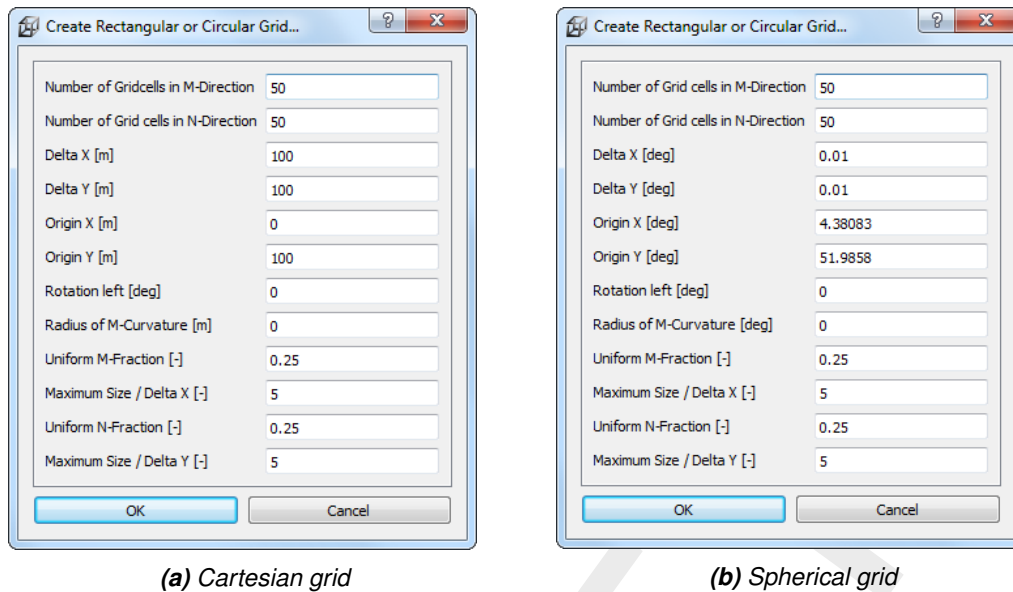 Create Rectangular or Circular Grid...
Number of Gridcells in M-Direction 50
Number of Grid cells in N-Direction 50
Delta X [m] 100
Delta Y [m] 100
Origin X [m] 0
Origin Y [m] 100
Rotation left [deg] 0
Radius of M-Curvature [m] 0
Uniform M-Fraction [-] 0.25
Maximum Size / Delta X [-] 5
Uniform N-Fraction [-] 0.25
Maximum Size / Delta Y [-] 5
OK Cancel
(a) Cartesian grid
Create Rectangular or Circular Grid...
Number of Grid cells in M-Direction 50
Number of Grid cells in N-Direction 50
Delta X [deg] 0.01
Delta Y [deg] 0.01
Origin X [deg] 4.38083
Origin Y [deg] 51.9858
Rotation left [deg] 0
Radius of M-Curvature [deg] 0
Uniform M-Fraction [-] 0.25
Maximum Size / Delta X [-] 5
Uniform N-Fraction [-] 0.25
Maximum Size / Delta Y [-] 5
OK Cancel
(b) Spherical grid